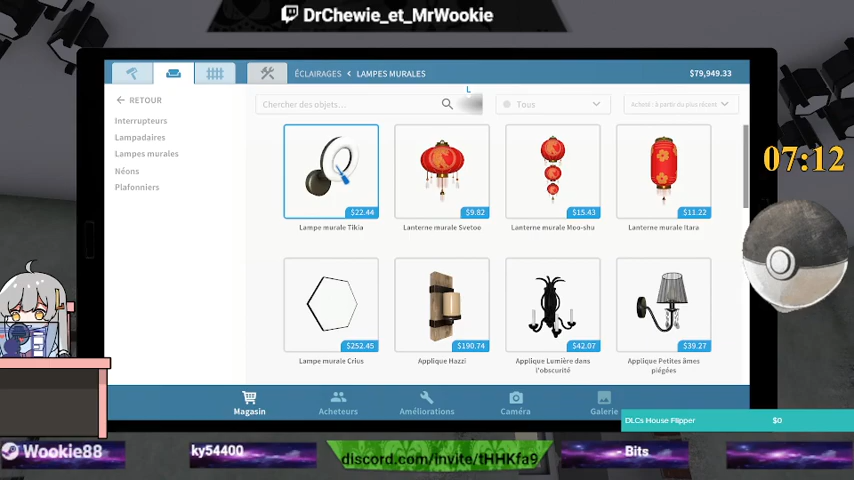 DrChewie_et_MrWookie
ÉCLAIRAGES < LAMPES MURALES
$79,949.33
RETOUR
Interrupteurs
Lampadaires
Lampes murales
Néons
Plafonniers
L
Chercher des objets...
Tous
Acheté : à partir du plus récent
07:12
$22.44
$9.82
$15.43
$11.22
Lampe murale Tikia
Lanterne murale Svetoo
Lanterne murale Moo-shu
Lanterne murale Itara
$252.45
$190.74
$42.07
$39.27
Lampe murale Crius
Applique Hazzi
Applique Lumière dans l'obscurité
Applique Petites âmes piégées
Magasin
Acheteurs
Améliorations
Caméra
Galerie
DLCs House Flipper
$0
Wookie88
ky54400
discord.com/invite/tHHKfa9
- Bits